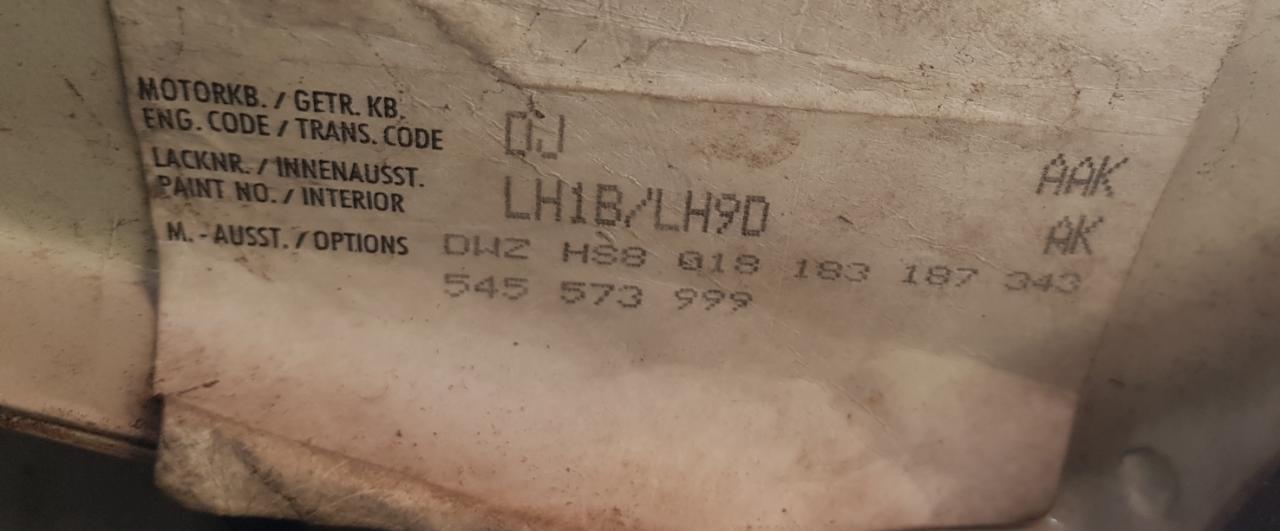 MOTORKB. / GETR. KB.
ENG. CODE / TRANS. CODE
DJ AAK
LACKNR. / INNENAUSST.
PAINT NO. / INTERIOR
LH1B/LH9D AK
M. - AUSST. / OPTIONS
DWZ HS8 018 183 187 343
545 573 999